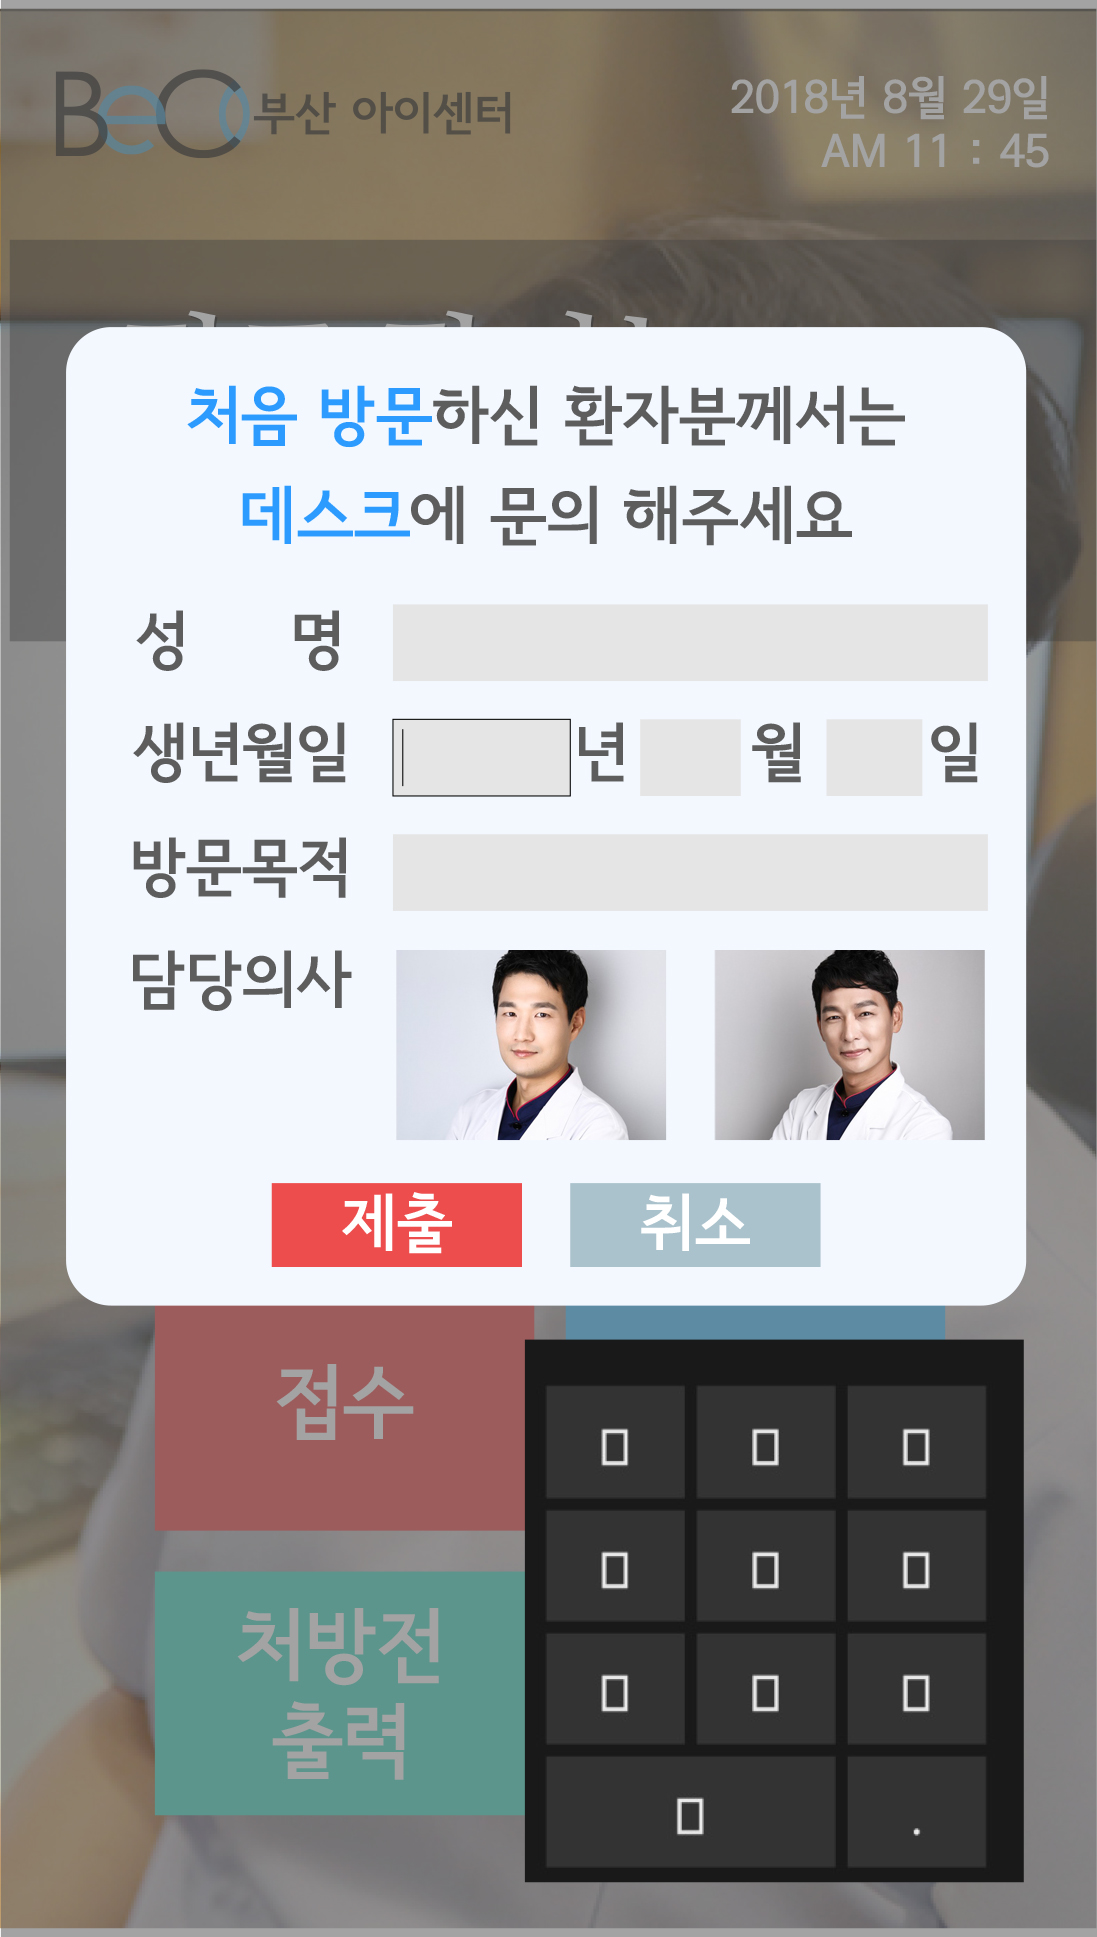 BeC 부산 아이센터
2018년 8월 29일
AM 11 : 45
처음 방문하신 환자분께서는
데스크에 문의 해주세요
성 명
생년월일 년 월 일
방문목적
담당의사
제출 취소
접수
처방전
출력
.